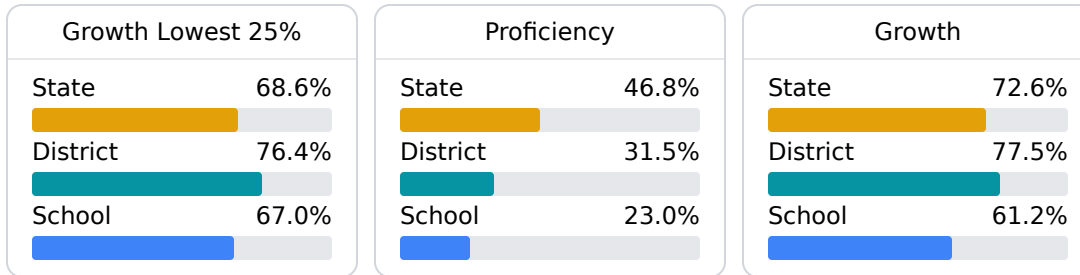 Growth Lowest 25%
State 68.6%
District 76.4%
School 67.0%
Proficiency
State 46.8%
District 31.5%
School 23.0%
Growth
State 72.6%
District 77.5%
School 61.2%